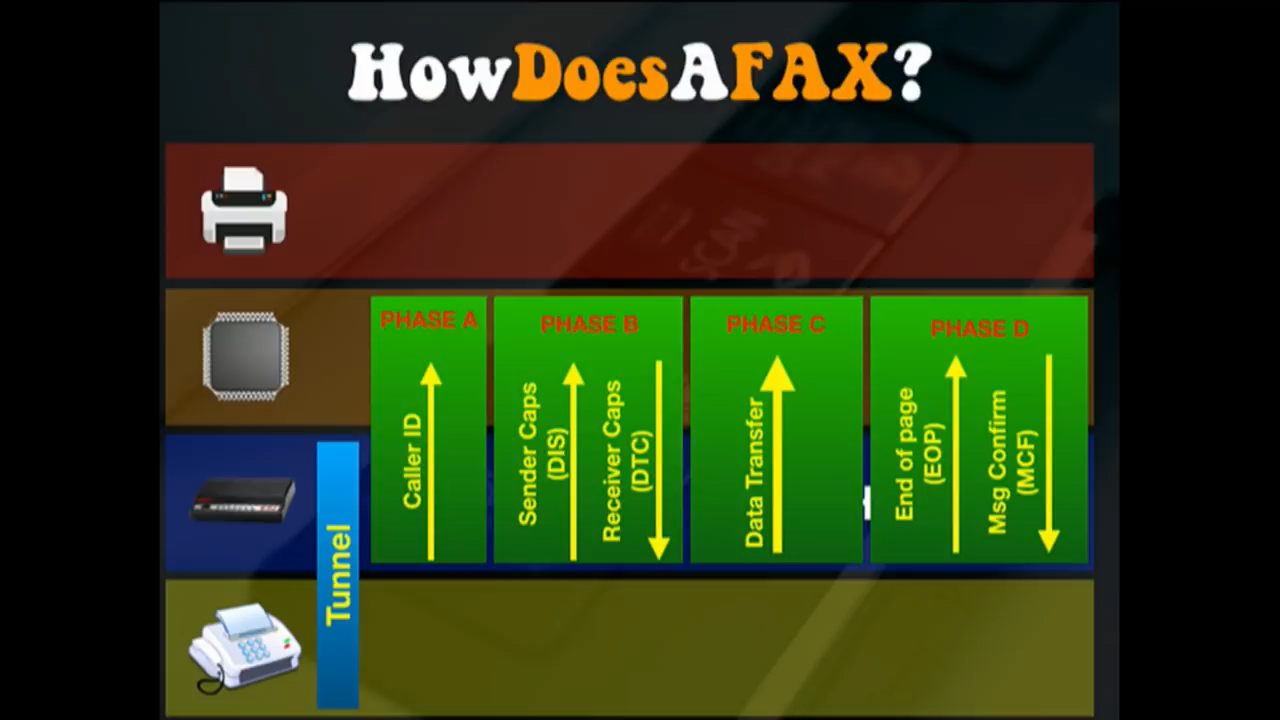 HowDoesAFAX?
PHASE A
Caller ID
PHASE B
Sender Caps
(DIS)
Receiver Caps
(DTC)
PHASE C
Data Transfer
PHASE D
End of page
(EOP)
Msg Confirm
(MCF)
Tunnel